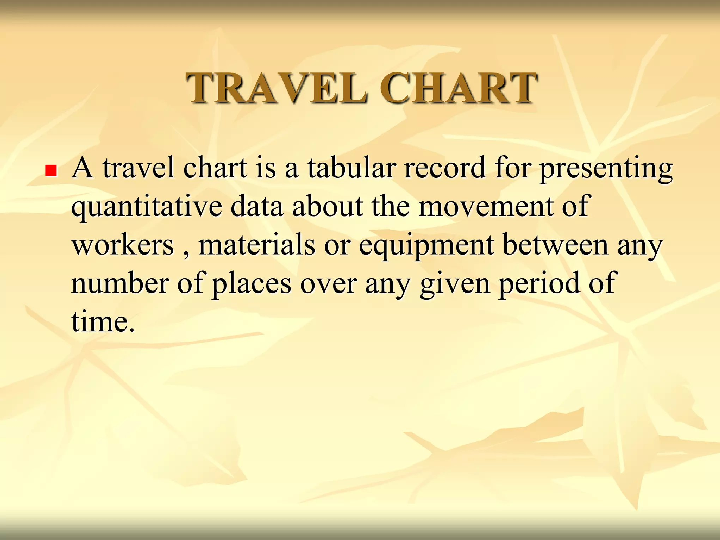 TRAVEL CHART
A travel chart is a tabular record for presenting
quantitative data about the movement of
workers , materials or equipment between any
number of places over any given period of
time.